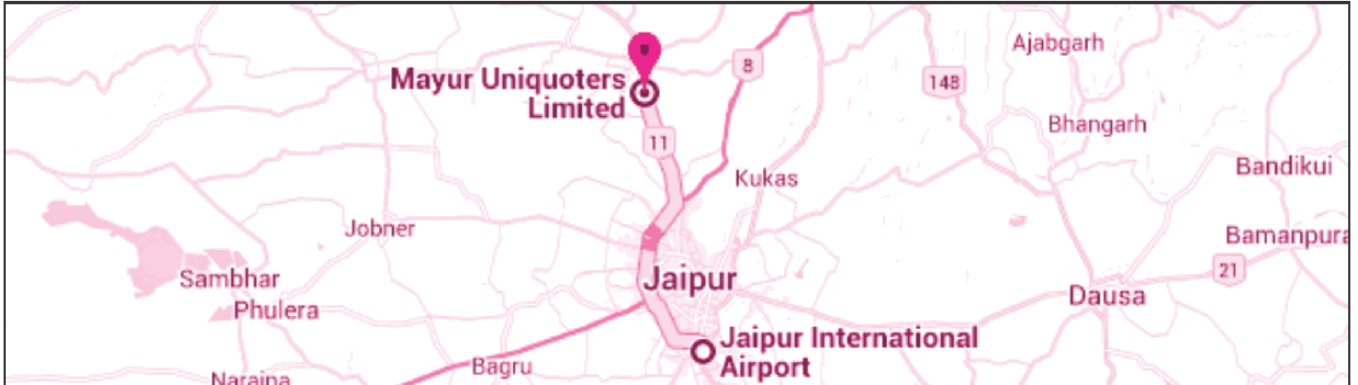 Ajabgarh
8
14B
Mayur Uniquoters
Limited
Bhangarh
11
Bandikui
Kukas
Jobner
Bamanpura
21
Sambhar
Jaipur
Dausa
Phulera
Jaipur International
Airport
Bagru
Naraina